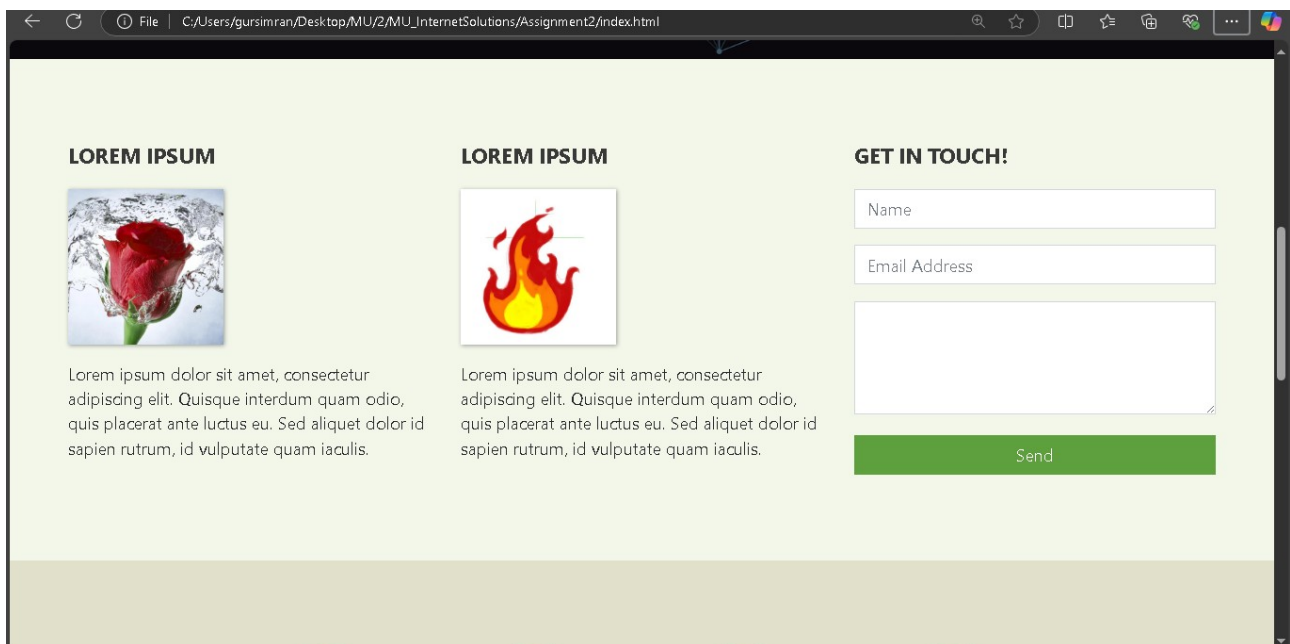 File | C:/Users/gursimran/Desktop/MU/2/MU_InternetSolutions/Assignment2/index.html
LOREM IPSUM
Lorem ipsum dolor sit amet, consectetur
adipiscing elit. Quisque interdum quam odio,
quis placerat ante luctus eu. Sed aliquet dolor id
sapien rutrum, id vulputate quam iaculis.
LOREM IPSUM
Lorem ipsum dolor sit amet, consectetur
adipiscing elit. Quisque interdum quam odio,
quis placerat ante luctus eu. Sed aliquet dolor id
sapien rutrum, id vulputate quam iaculis.
GET IN TOUCH!
Name
Email Address
Send